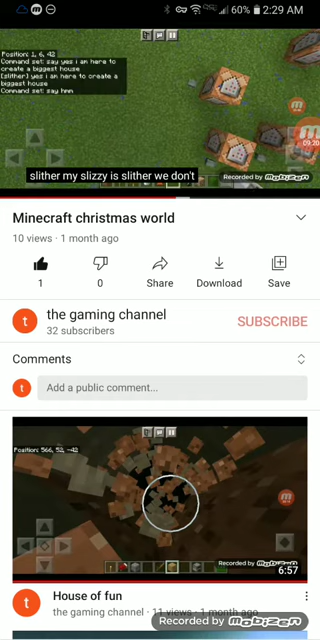 60% 2:29 AM
Position: 1, 6, 42
Command set: say yes i am here to
create a biggest house
[slither] yes i am here to create a
biggest house
Command set: say hmm
09:20
slither my slizzy is slither we don't
Recorded by MOBIZEN
Minecraft christmas world
10 views · 1 month ago
1
0
Share
Download
Save
t
the gaming channel
32 subscribers
SUBSCRIBE
Comments
t
Add a public comment...
Position: 566, 52, -42
Recorded by MOBIZEN
6:57
t
House of fun
the gaming channel · 11 views · 1 month ago
Recorded by MOBIZEN